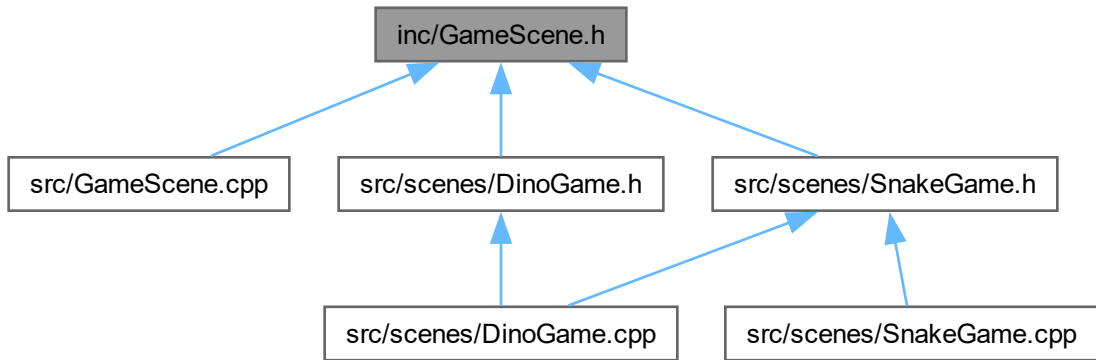 inc/GameScene.h
src/GameScene.cpp
src/scenes/DinoGame.h
src/scenes/SnakeGame.h
src/scenes/DinoGame.cpp
src/scenes/SnakeGame.cpp